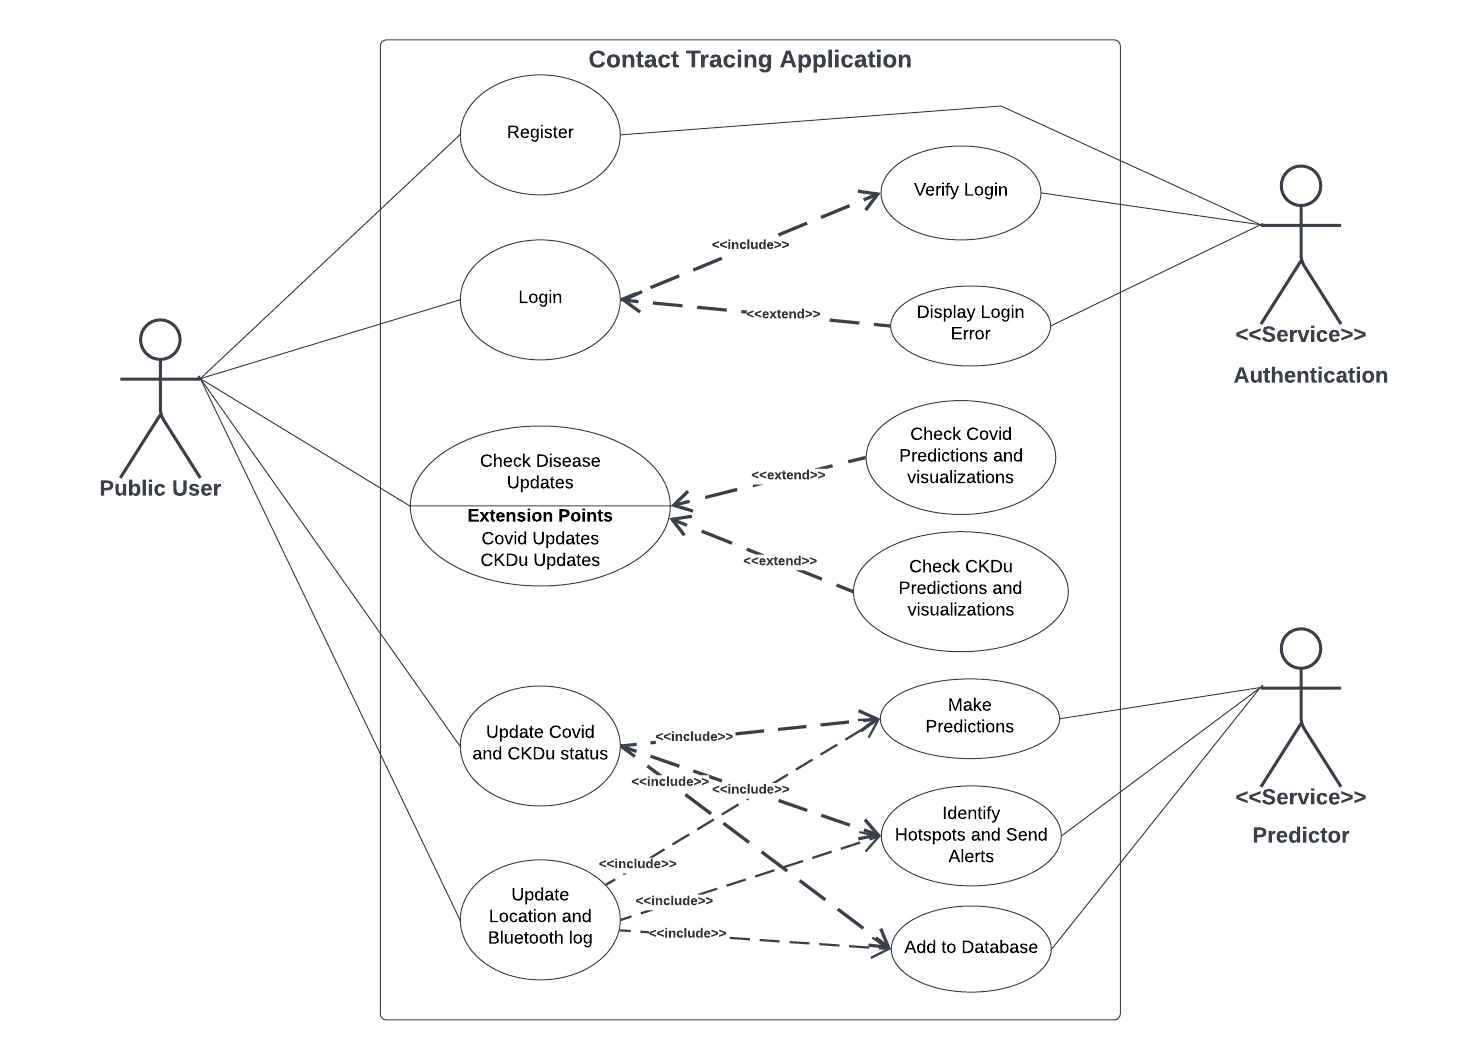 Contact Tracing Application
Register
Verify Login
<<include>>
Login
<<extend>>
Display Login
Error
<<Service>>
Authentication
Public User
Check Disease
Updates
Extension Points
Covid Updates
CKDu Updates
<<extend>>
Check Covid
Predictions and
visualizations
<<extend>>
Check CKDu
Predictions and
visualizations
Update Covid
and CKDu status
<<include>>
Make
Predictions
<<include>>
<<include>>
Identify
Hotspots and Send
Alerts
<<Service>>
Predictor
<<include>>
<<include>>
<<include>>
Update
Location and
Bluetooth log
Add to Database